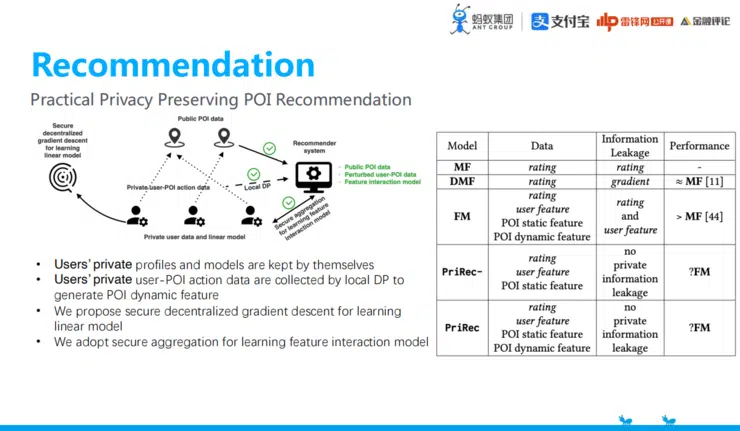 蚂蚁集团
ANT GROUP
支付宝
雷锋网 公开课
AI金融评论
Recommendation
Practical Privacy Preserving POI Recommendation
Secure
decentralized
gradient descent
for learning
linear model
Public POI data
Recommender
system
- Public POI data
- Perturbed user-POI data
- Feature interaction model
Private user-POI action data
Local DP
Secure aggregation
for learning feature
interaction model
Private user data and linear model
• Users' private profiles and models are kept by themselves
• Users' private user-POI action data are collected by local DP to
generate POI dynamic feature
• We propose secure decentralized gradient descent for learning
linear model
• We adopt secure aggregation for learning feature interaction model
Model Data Information Leakage Performance
MF rating rating -
DMF rating gradient ≈ MF [11]
FM rating user feature POI static feature POI dynamic feature rating and user feature > MF [44]
PriRec- rating user feature POI static feature no private information leakage ?FM
PriRec rating user feature POI static feature POI dynamic feature no private information leakage ?FM